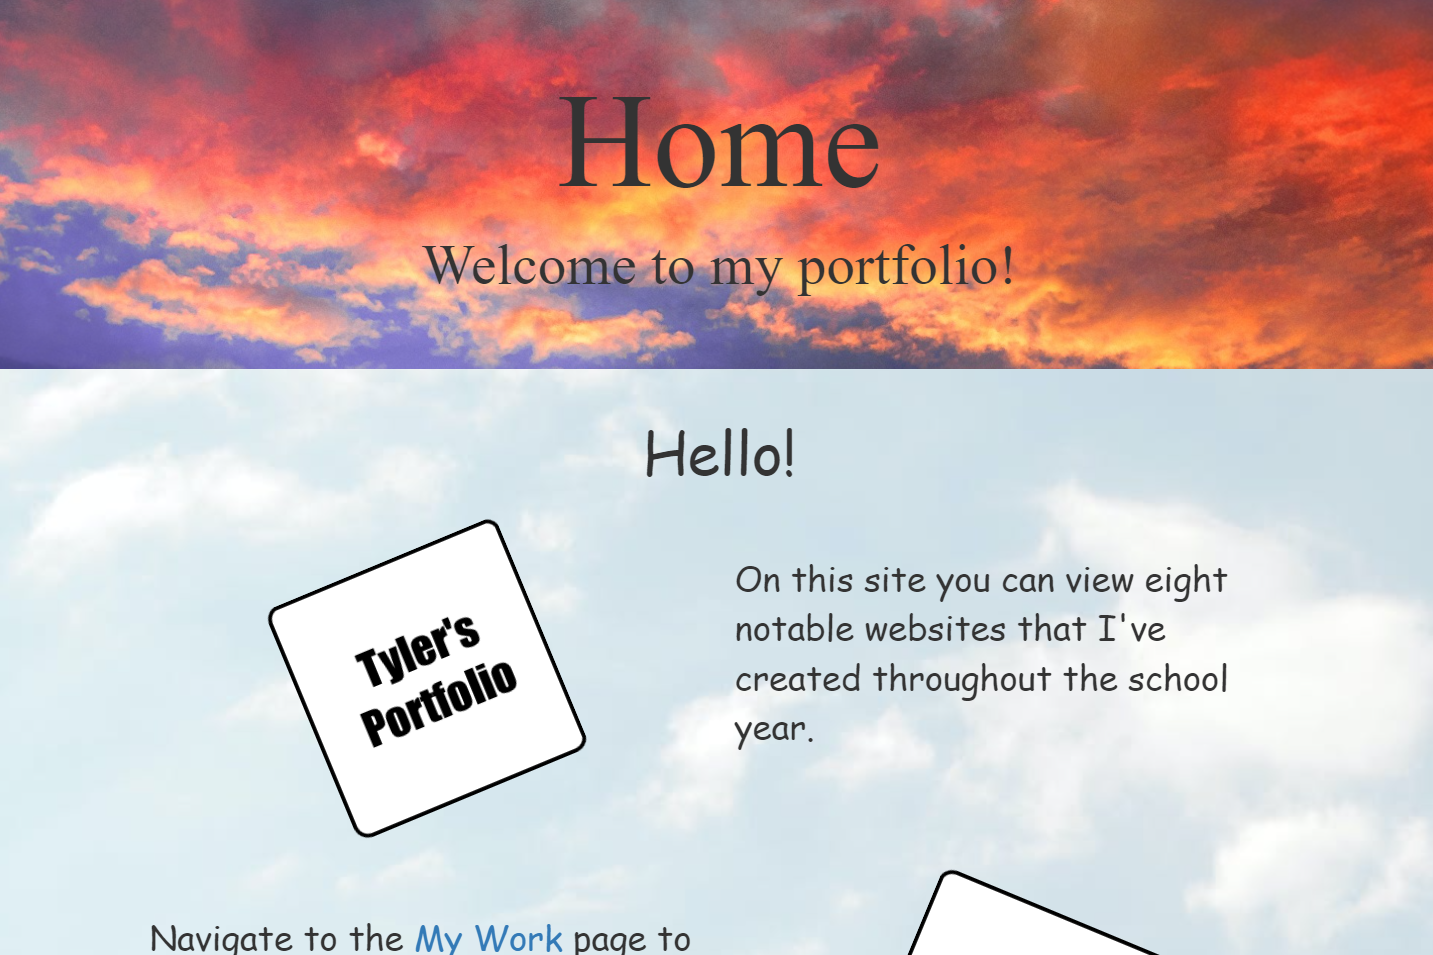 Home
Welcome to my portfolio!
Hello!
Tyler's
Portfolio
On this site you can view eight
notable websites that I've
created throughout the school
year.
Navigate to the My Work page to